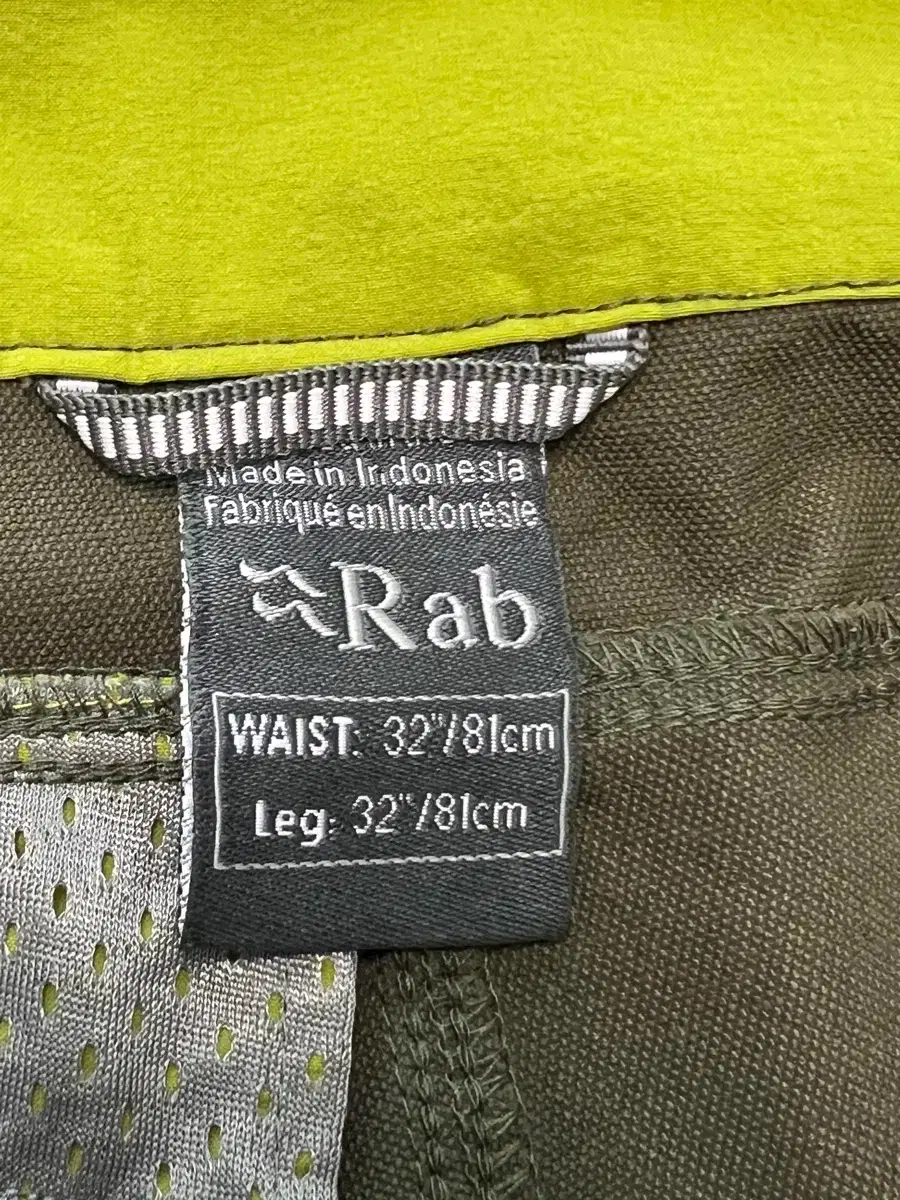 Made in Indonesia
Fabriqué en Indonésie
Rab
WAIST: 32"/81cm
Leg: 32"/81cm